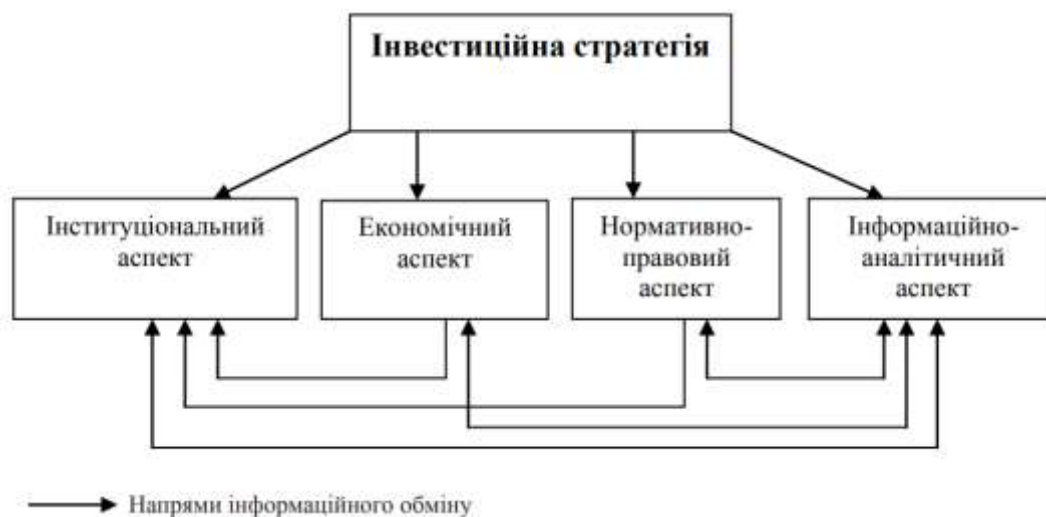 Інвестиційна стратегія
Інституціональний
аспект
Економічний
аспект
Нормативно-
правовий
аспект
Інформаційно-
аналітичний
аспект
Напрями інформаційного обміну